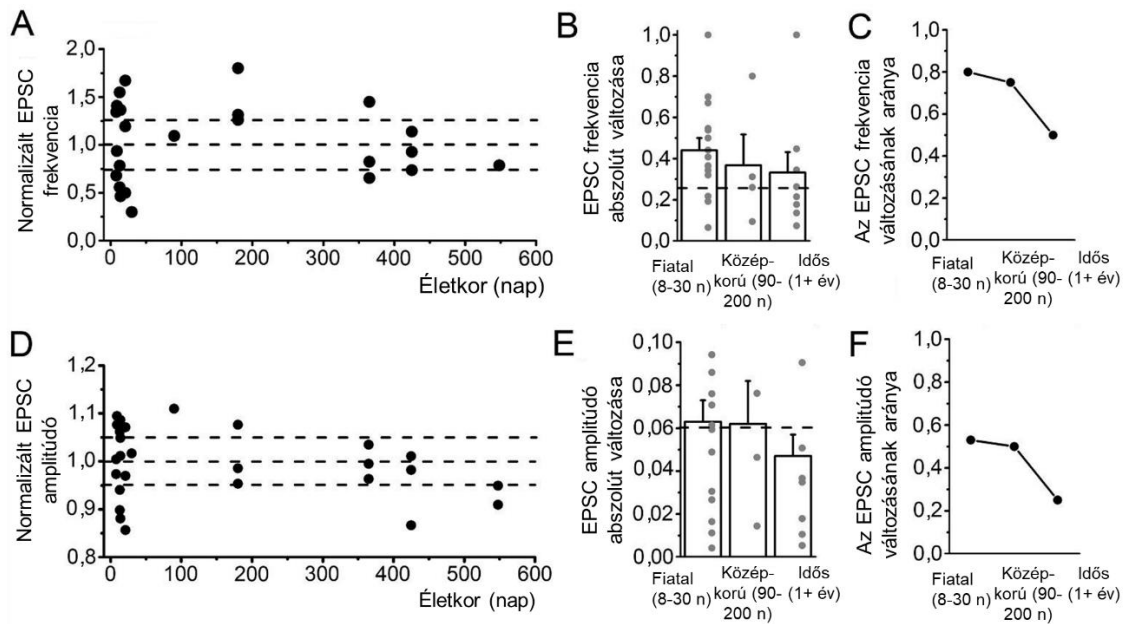 A
Normalizált EPSC
frekvencia
2,0
1,5
1,0
0,5
0,0
0
100
200
300
400
500
600
Életkor (nap)
B
EPSC frekvencia
abszolút változása
1,0
0,8
0,6
0,4
0,2
0,0
Fiatal
(8-30 n)
Közép-
korú (90-
200 n)
Idős
(1+ év)
C
Az EPSC frekvencia
változásának aránya
1,0
0,8
0,6
0,4
0,2
0,0
Fiatal
(8-30 n)
Közép-
korú (90-
200 n)
Idős
(1+ év)
D
Normalizált EPSC
amplitúdó
1,2
1,1
1,0
0,9
0,8
0
100
200
300
400
500
600
Életkor (nap)
E
EPSC amplitúdó
abszolút változása
0,10
0,08
0,06
0,04
0,02
0,00
Fiatal
(8-30 n)
Közép-
korú (90-
200 n)
Idős
(1+ év)
F
Az EPSC amplitúdó
változásának aránya
1,0
0,8
0,6
0,4
0,2
0,0
Fiatal
(8-30 n)
Közép-
korú (90-
200 n)
Idős
(1+ év)